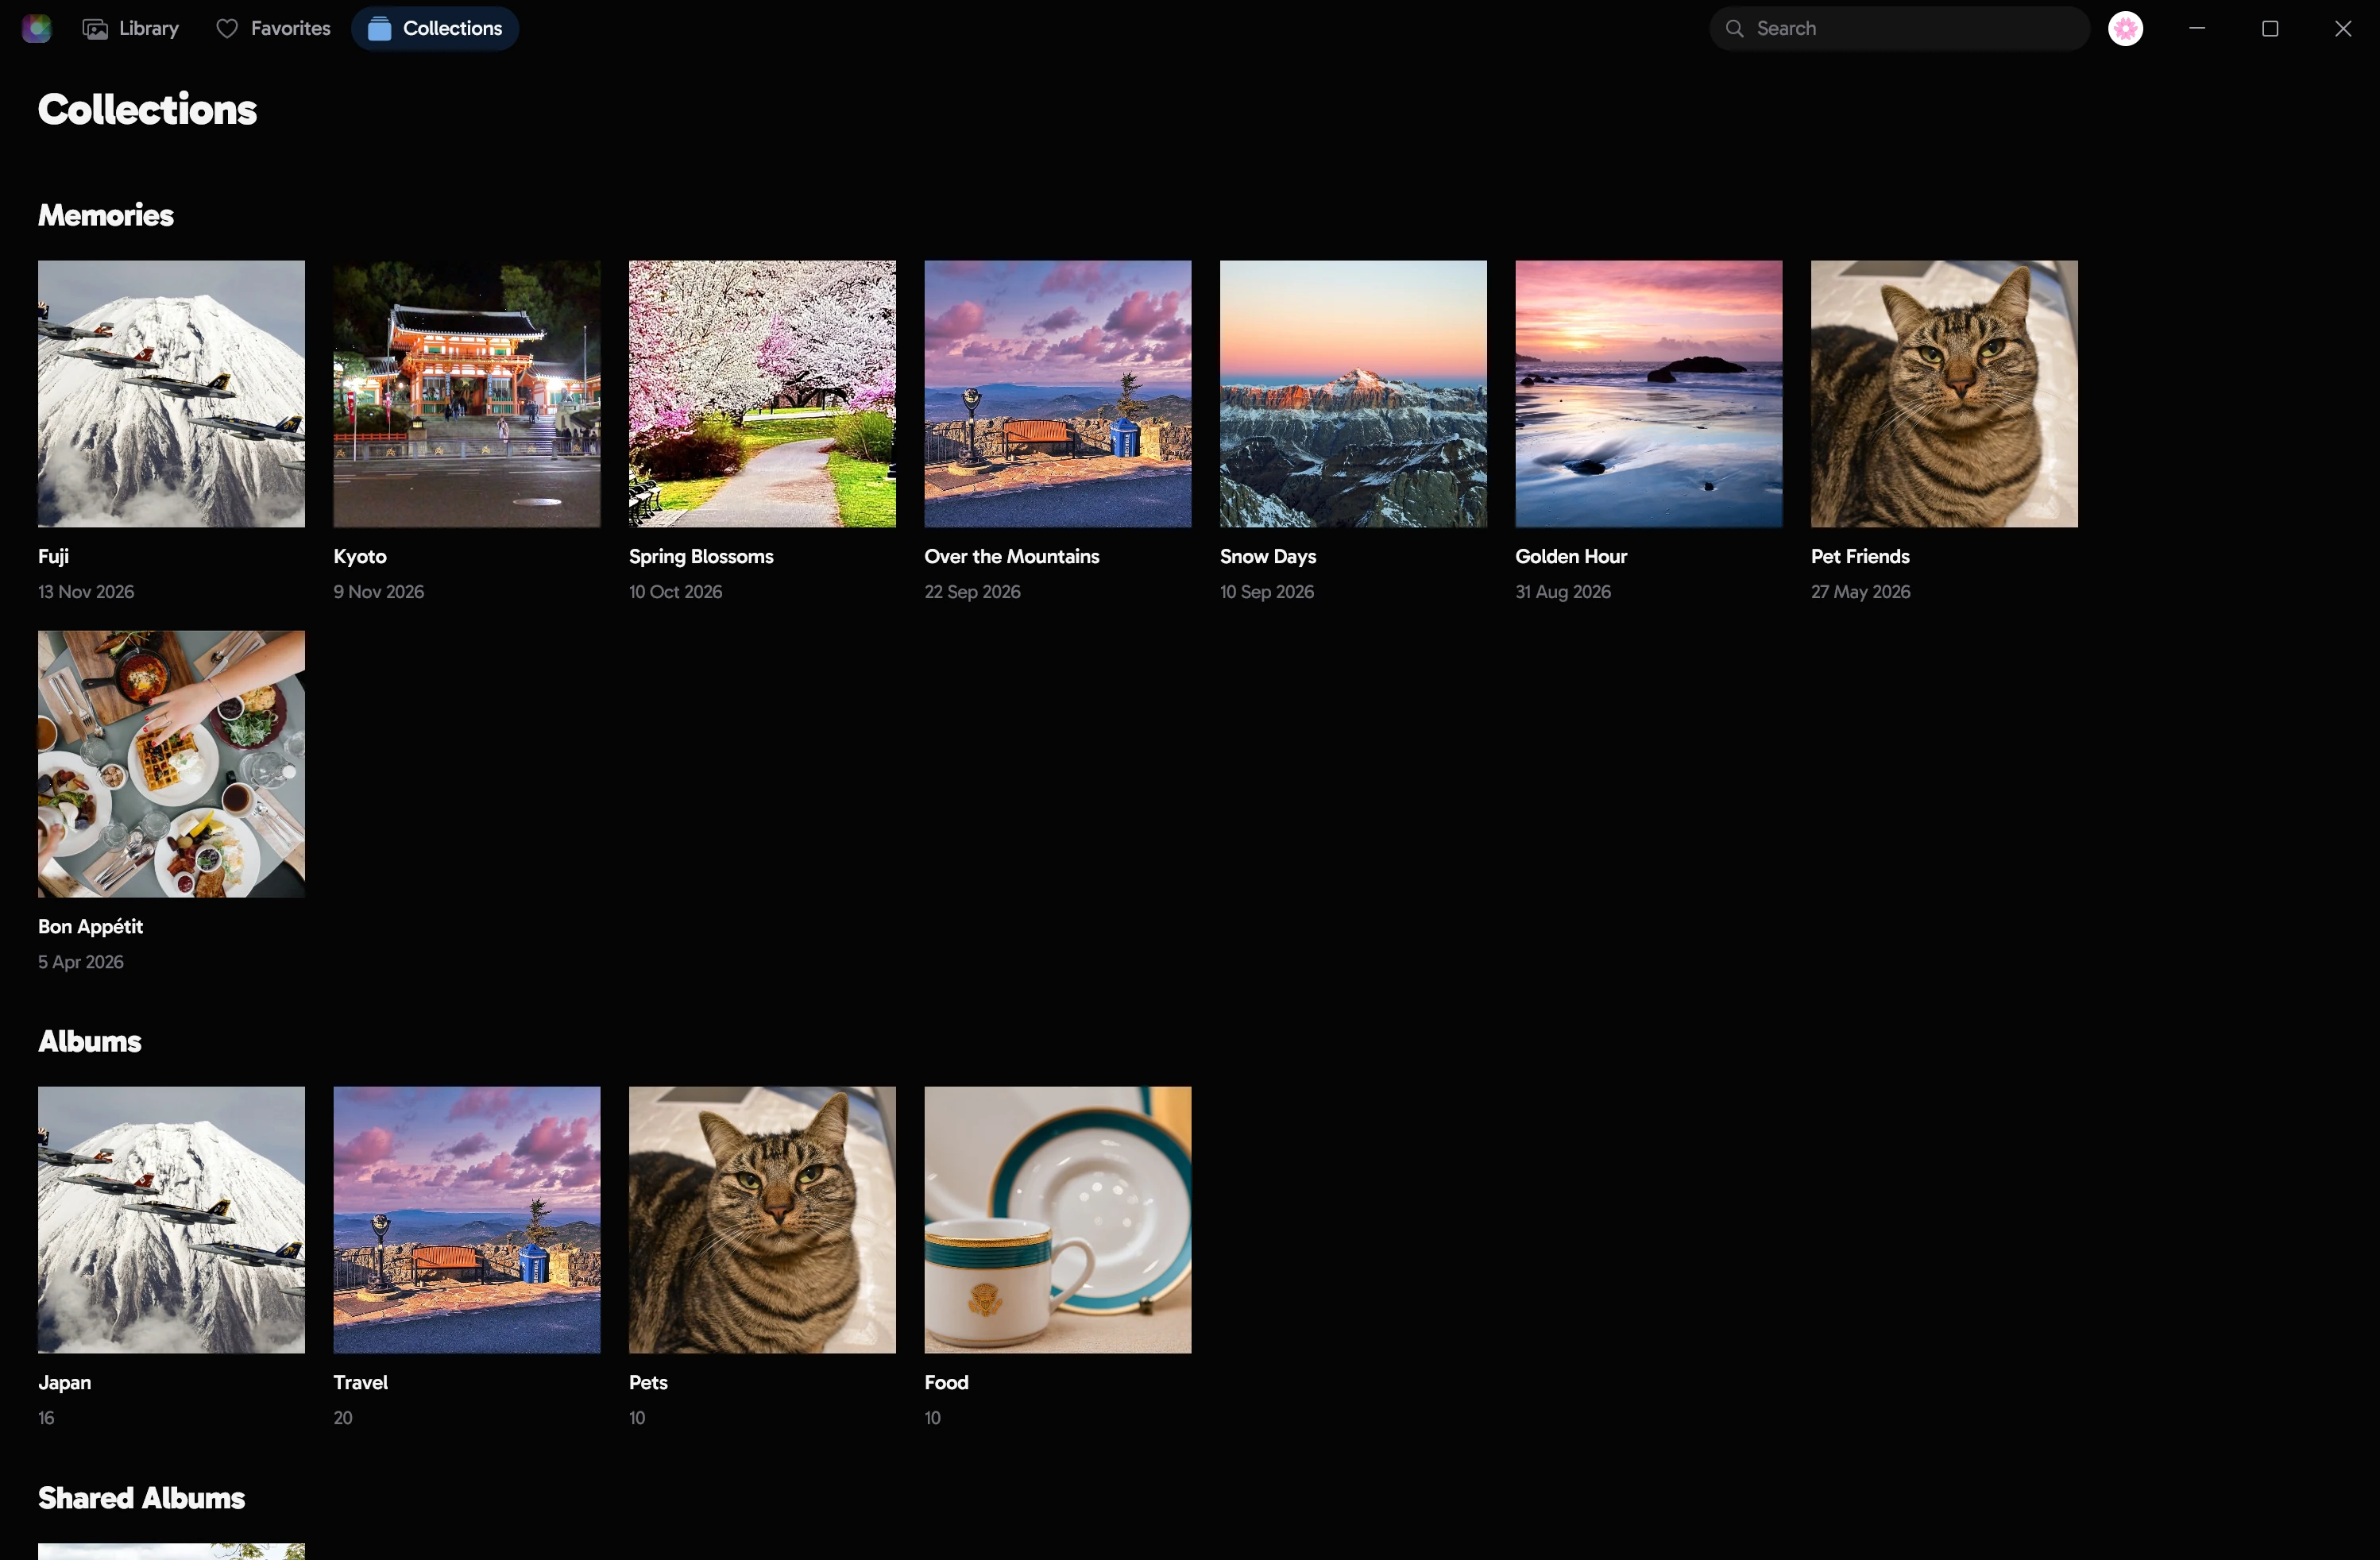 Library
Favorites
Collections
Search
Collections
Memories
Fuji
13 Nov 2026
Kyoto
9 Nov 2026
Spring Blossoms
10 Oct 2026
Over the Mountains
22 Sep 2026
Snow Days
10 Sep 2026
Golden Hour
31 Aug 2026
Pet Friends
27 May 2026
Bon Appétit
5 Apr 2026
Albums
Japan
16
Travel
20
Pets
10
Food
10
Shared Albums